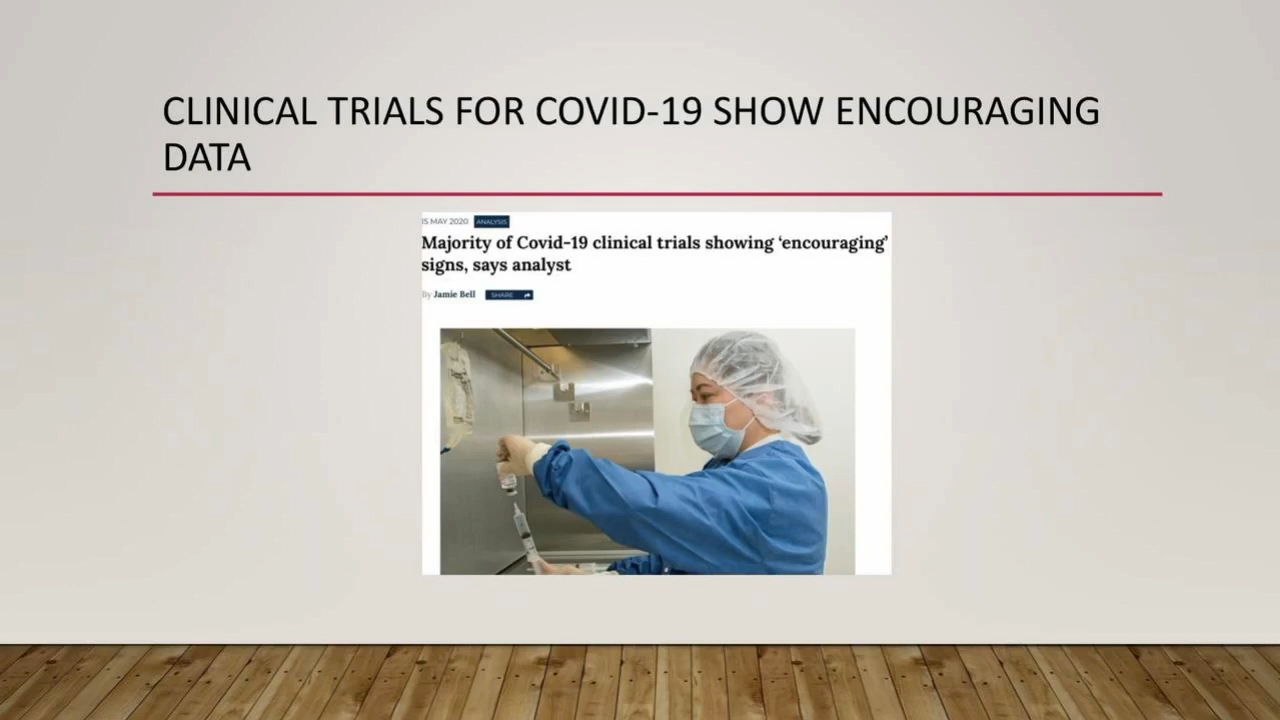 CLINICAL TRIALS FOR COVID-19 SHOW ENCOURAGING
DATA
15 MAY 2020 ANALYSIS
Majority of Covid-19 clinical trials showing ‘encouraging’
signs, says analyst
By Jamie Bell SHARE